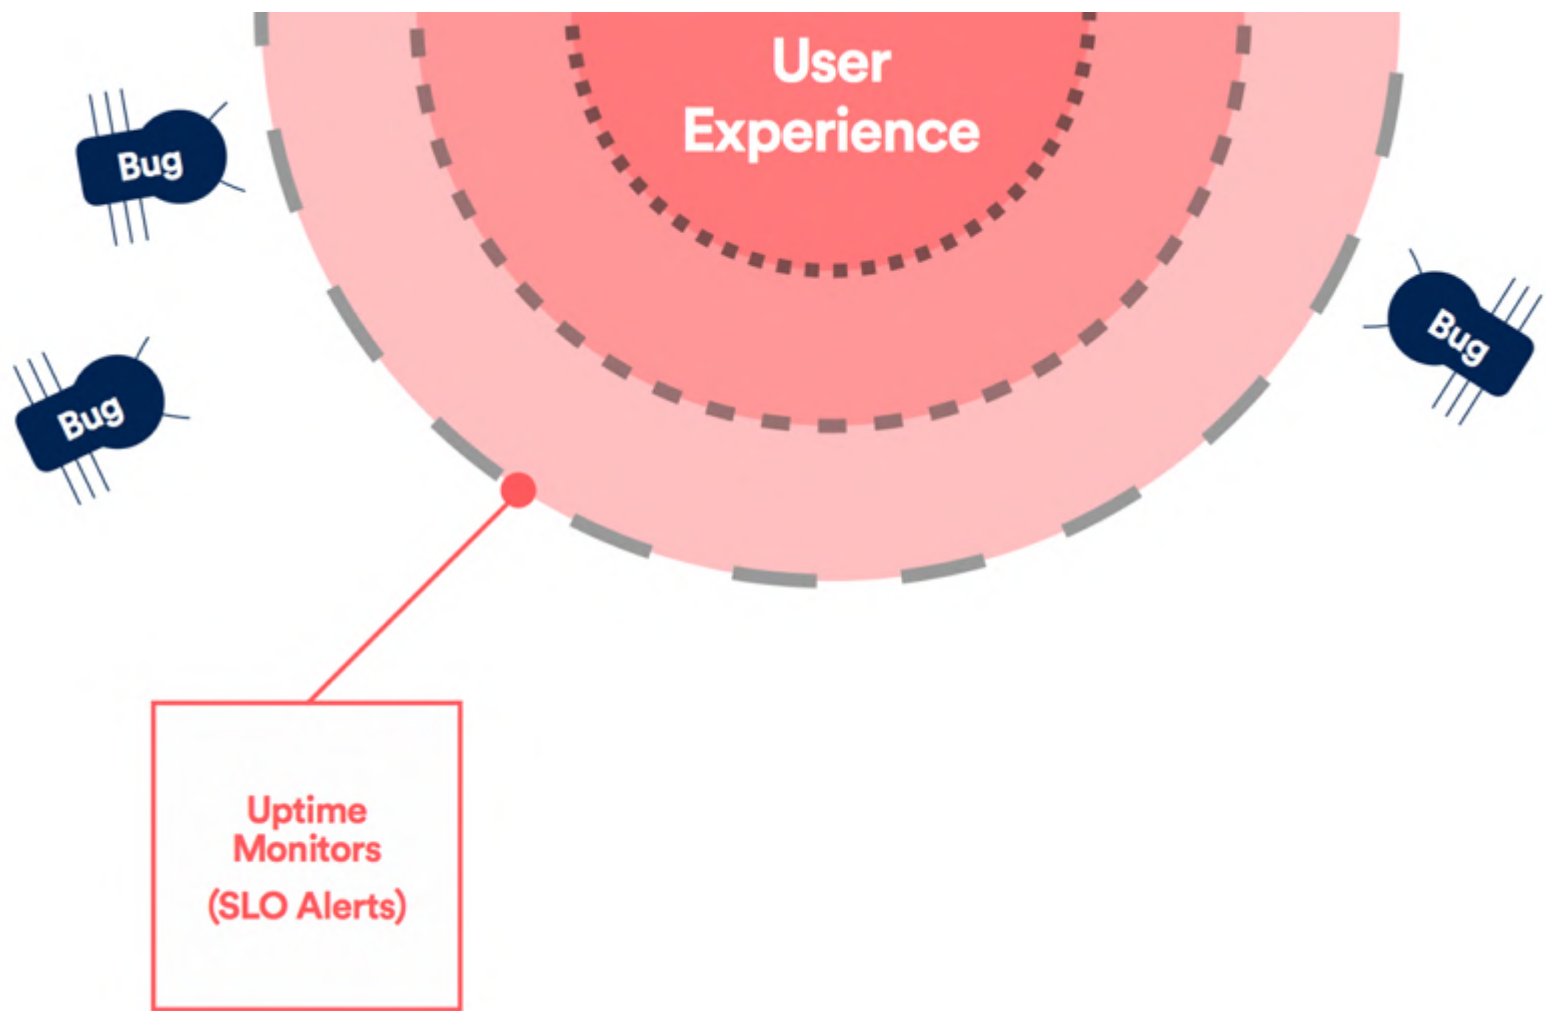 User
Experience
Bug
Bug
Bug
Uptime
Monitors
(SLO Alerts)